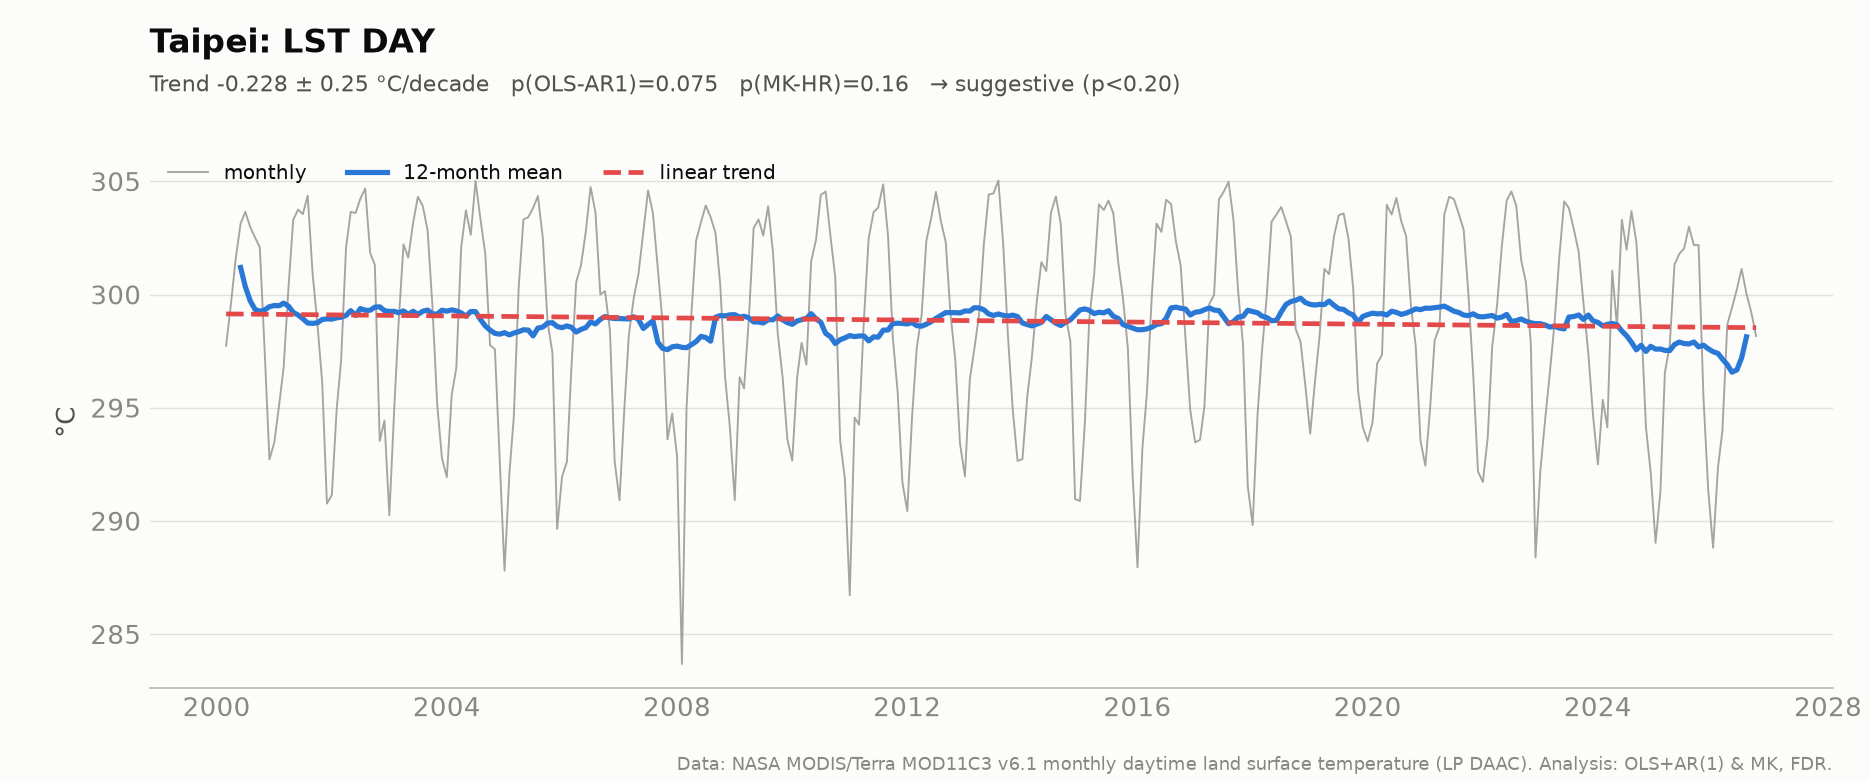 Taipei: LST DAY
Trend -0.228 ± 0.25 °C/decade p(OLS-AR1)=0.075 p(MK-HR)=0.16 → suggestive (p<0.20)
monthly 12-month mean linear trend
305
300
295
290
285
°C
2000 2004 2008 2012 2016 2020 2024 2028
Data: NASA MODIS/Terra MOD11C3 v6.1 monthly daytime land surface temperature (LP DAAC). Analysis: OLS+AR(1) & MK, FDR.